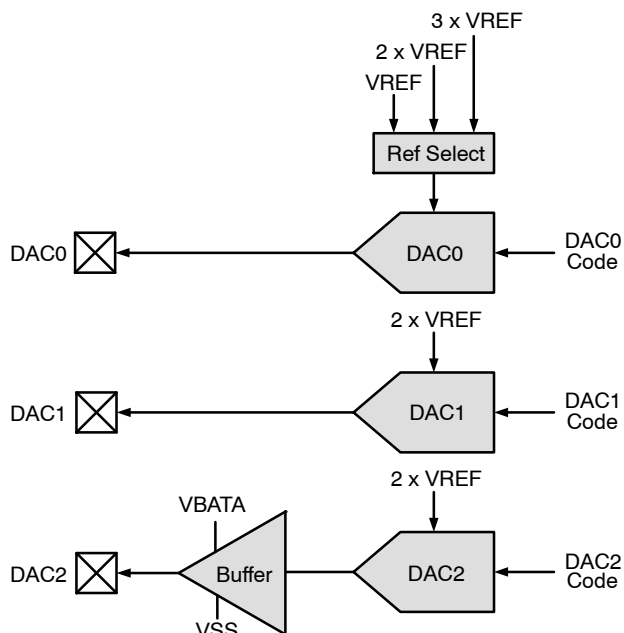 3 x VREF
2 x VREF
VREF
Ref Select
DAC0
DAC0
DAC0
Code
2 x VREF
DAC1
DAC1
DAC1
Code
2 x VREF
VBATA
DAC2
Buffer
DAC2
DAC2
Code
VSS